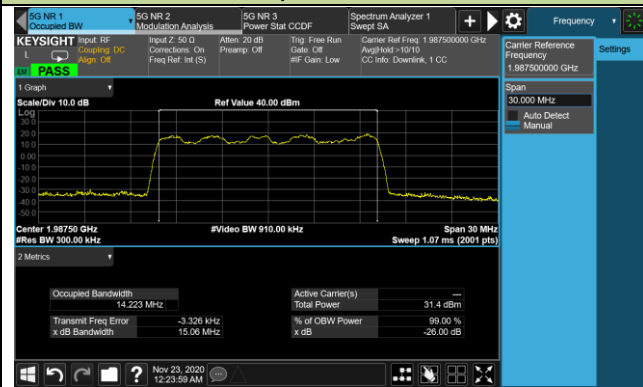 5G NR 1
Occupied BW
5G NR 2
Modulation Analysis
5G NR 3
Power Stat CCDF
Spectrum Analyzer 1
Swept SA
Frequency
KEYSIGHT
L
PASS
Input: RF
Coupling: DC
Align: Off
Input Z: 50 Ω
Corrections: On
Freq Ref: Int (S)
Atten: 20 dB
Preamp: Off
Trig: Free Run
Gate: Off
#IF Gain: Low
Carrier Ref Freq: 1.987500000 GHz
Avg|Hold:>10/10
CC Info: Downlink, 1 CC
Carrier Reference
Frequency
1.987500000 GHz
Settings
Span
30.000 MHz
Auto Detect
Manual
1 Graph
Scale/Div 10.0 dB
Ref Value 40.00 dBm
Log
30.0
20.0
10.0
0.00
-10.0
-20.0
-30.0
-40.0
-50.0
Center 1.98750 GHz
#Video BW 910.00 kHz
Span 30 MHz
#Res BW 300.00 kHz
Sweep 1.07 ms (2001 pts)
2 Metrics
Occupied Bandwidth
14.223 MHz
Active Carrier(s)
---
Total Power
31.4 dBm
Transmit Freq Error
-3.326 kHz
% of OBW Power
99.00 %
x dB Bandwidth
15.06 MHz
x dB
-26.00 dB
?
Nov 23, 2020
12:23:59 AM